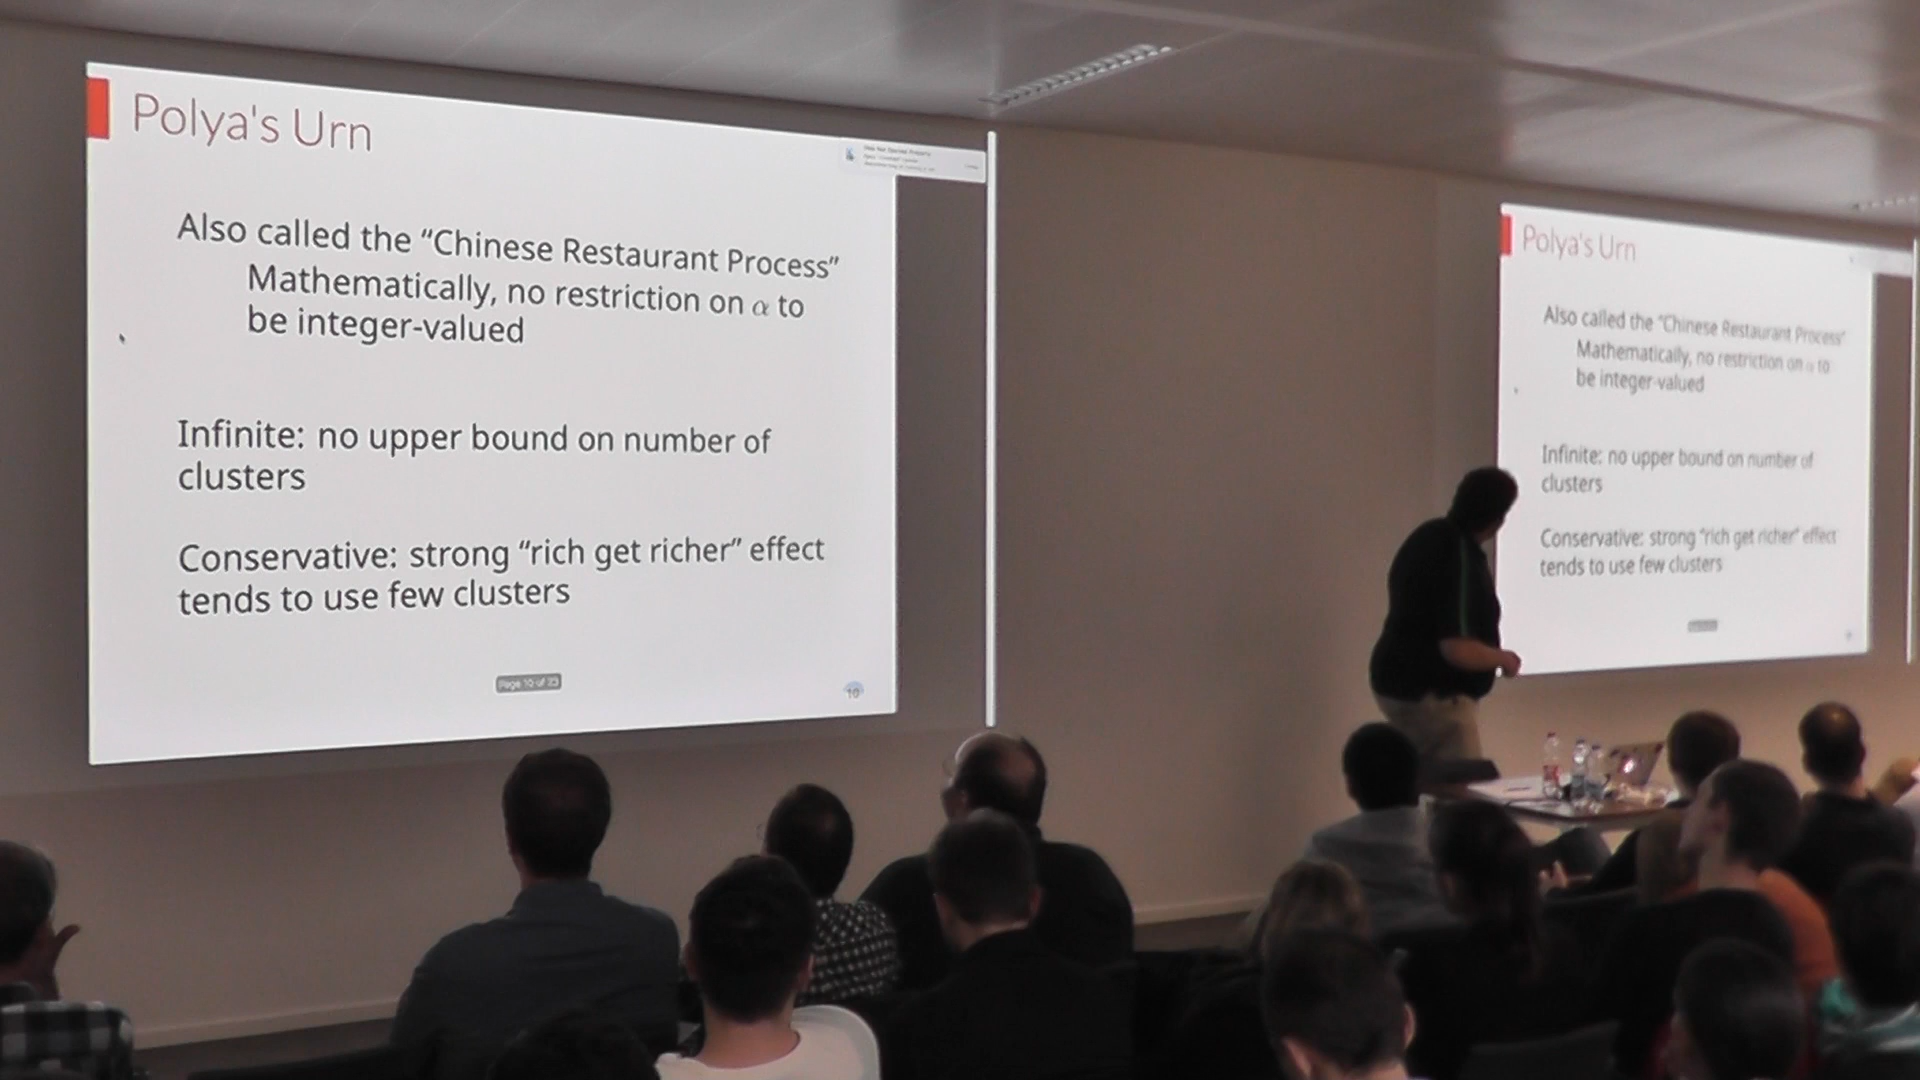 Polya's Urn
Also called the “Chinese Restaurant Process”
Mathematically, no restriction on α to
be integer-valued
Infinite: no upper bound on number of
clusters
Conservative: strong “rich get richer” effect
tends to use few clusters
Page 10 of 23
10
Polya's Urn
Also called the “Chinese Restaurant Process”
Mathematically, no restriction on α to
be integer-valued
Infinite: no upper bound on number of
clusters
Conservative: strong “rich get richer” effect
tends to use few clusters